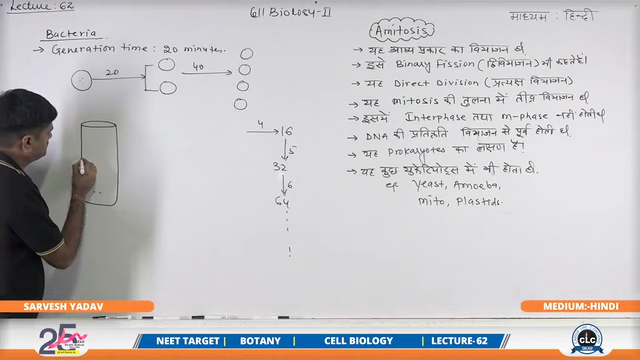 Lecture: 62
G11 Biology-II
माध्यम: हिन्दी
Bacteria
→ Generation time: 20 minutes.
20
40
4
16
5
32
6
64
Amitosis
→ यह आद्य प्रकार का विभाजन है
→ इसे Binary Fission (द्विविभाजन) भी कहते हैं।
→ यह Direct Division (प्रत्यक्ष विभाजन)
→ यह mitosis की तुलना में तीव्र विभाजन है
→ इसमें Interphase तथा m-phase नहीं होती है
→ DNA की प्रतिकृति विभाजन से पूर्व होती है
→ यह Prokaryotes का लक्षण है।
→ यह कुछ यूकेरियोट्स में भी होता है.
eg Yeast, Amoeba,
Mito, Plastids.
SARVESH YADAV
MEDIUM:-HINDI
25
NEET TARGET
BOTANY
CELL BIOLOGY
LECTURE-62
CLC